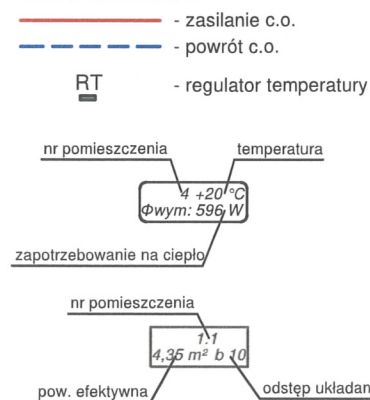 - zasilanie c.o.
- powrót c.o.
RT - regulator temperatury
nr pomieszczenia temperatura
4 +20 °C
Φwym: 596 W
zapotrzebowanie na ciepło
nr pomieszczenia
1.1
4,35 m² b 10
pow. efektywna odstęp układan